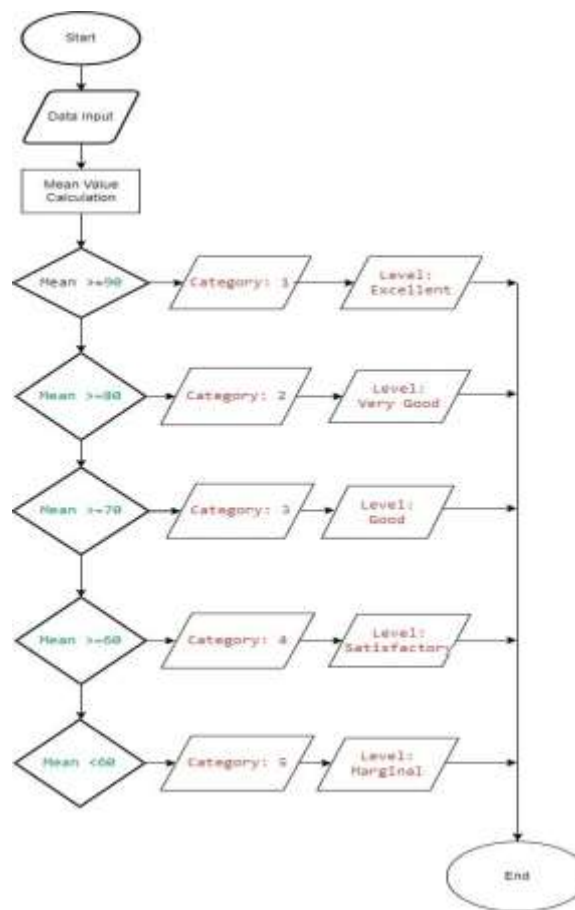 Start
Data Input
Mean Value
Calculation
Mean >=90
Category: 1
Level:
Excellent
Mean >=80
Category: 2
Level:
Very Good
Mean >=70
Category: 3
Level:
Good
Mean >=60
Category: 4
Level:
Satisfactory
Mean <60
Category: 5
Level:
Marginal
End